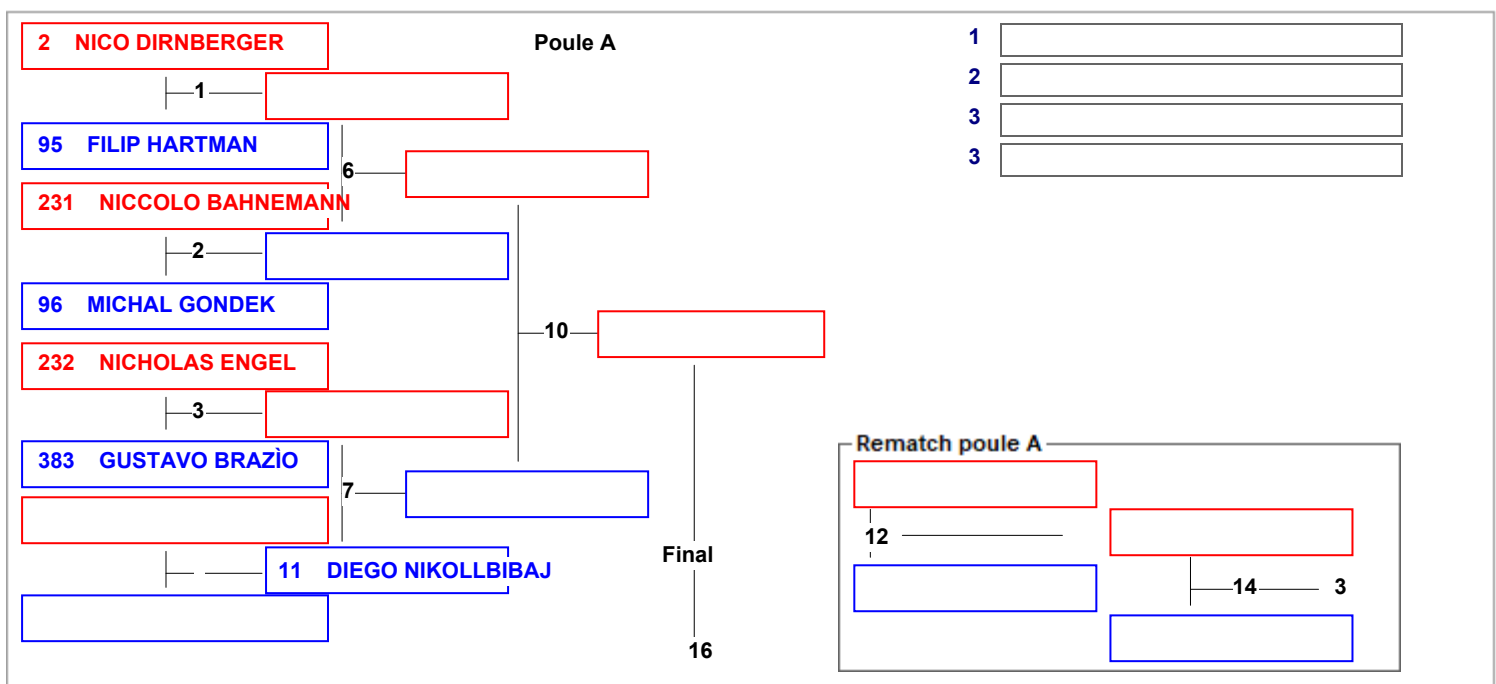 2 NICO DIRNBERGER
Poule A
1
95 FILIP HARTMAN
6
231 NICCOLO BAHNEMANN
2
96 MICHAL GONDEK
10
232 NICHOLAS ENGEL
3
383 GUSTAVO BRAZÌO
7
11 DIEGO NIKOLLBIBAJ
Final
16
1
2
3
3
Rematch poule A
12
14 3